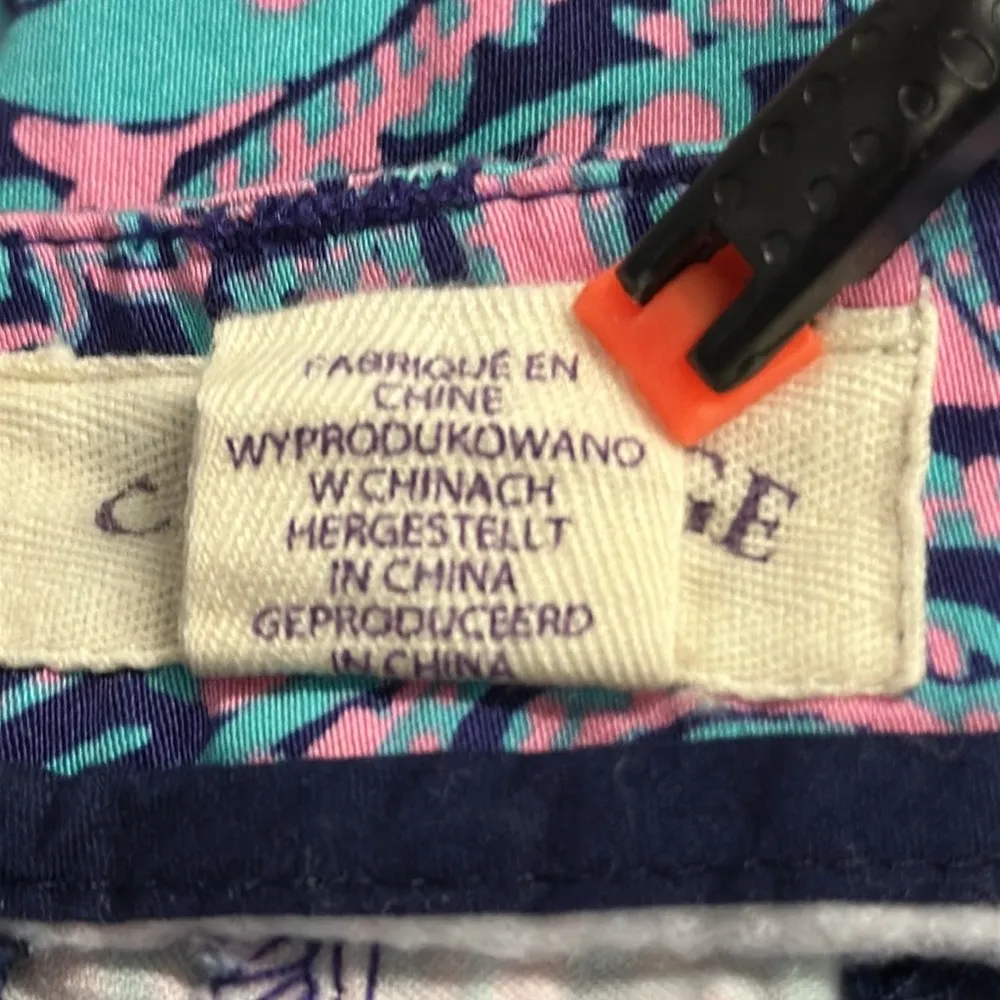 FABRIQUÉ EN
CHINE
WYPRODUKOWANO
W CHINACH
HERGESTELLT
IN CHINA
GEPRODUCEERD
IN CHINA